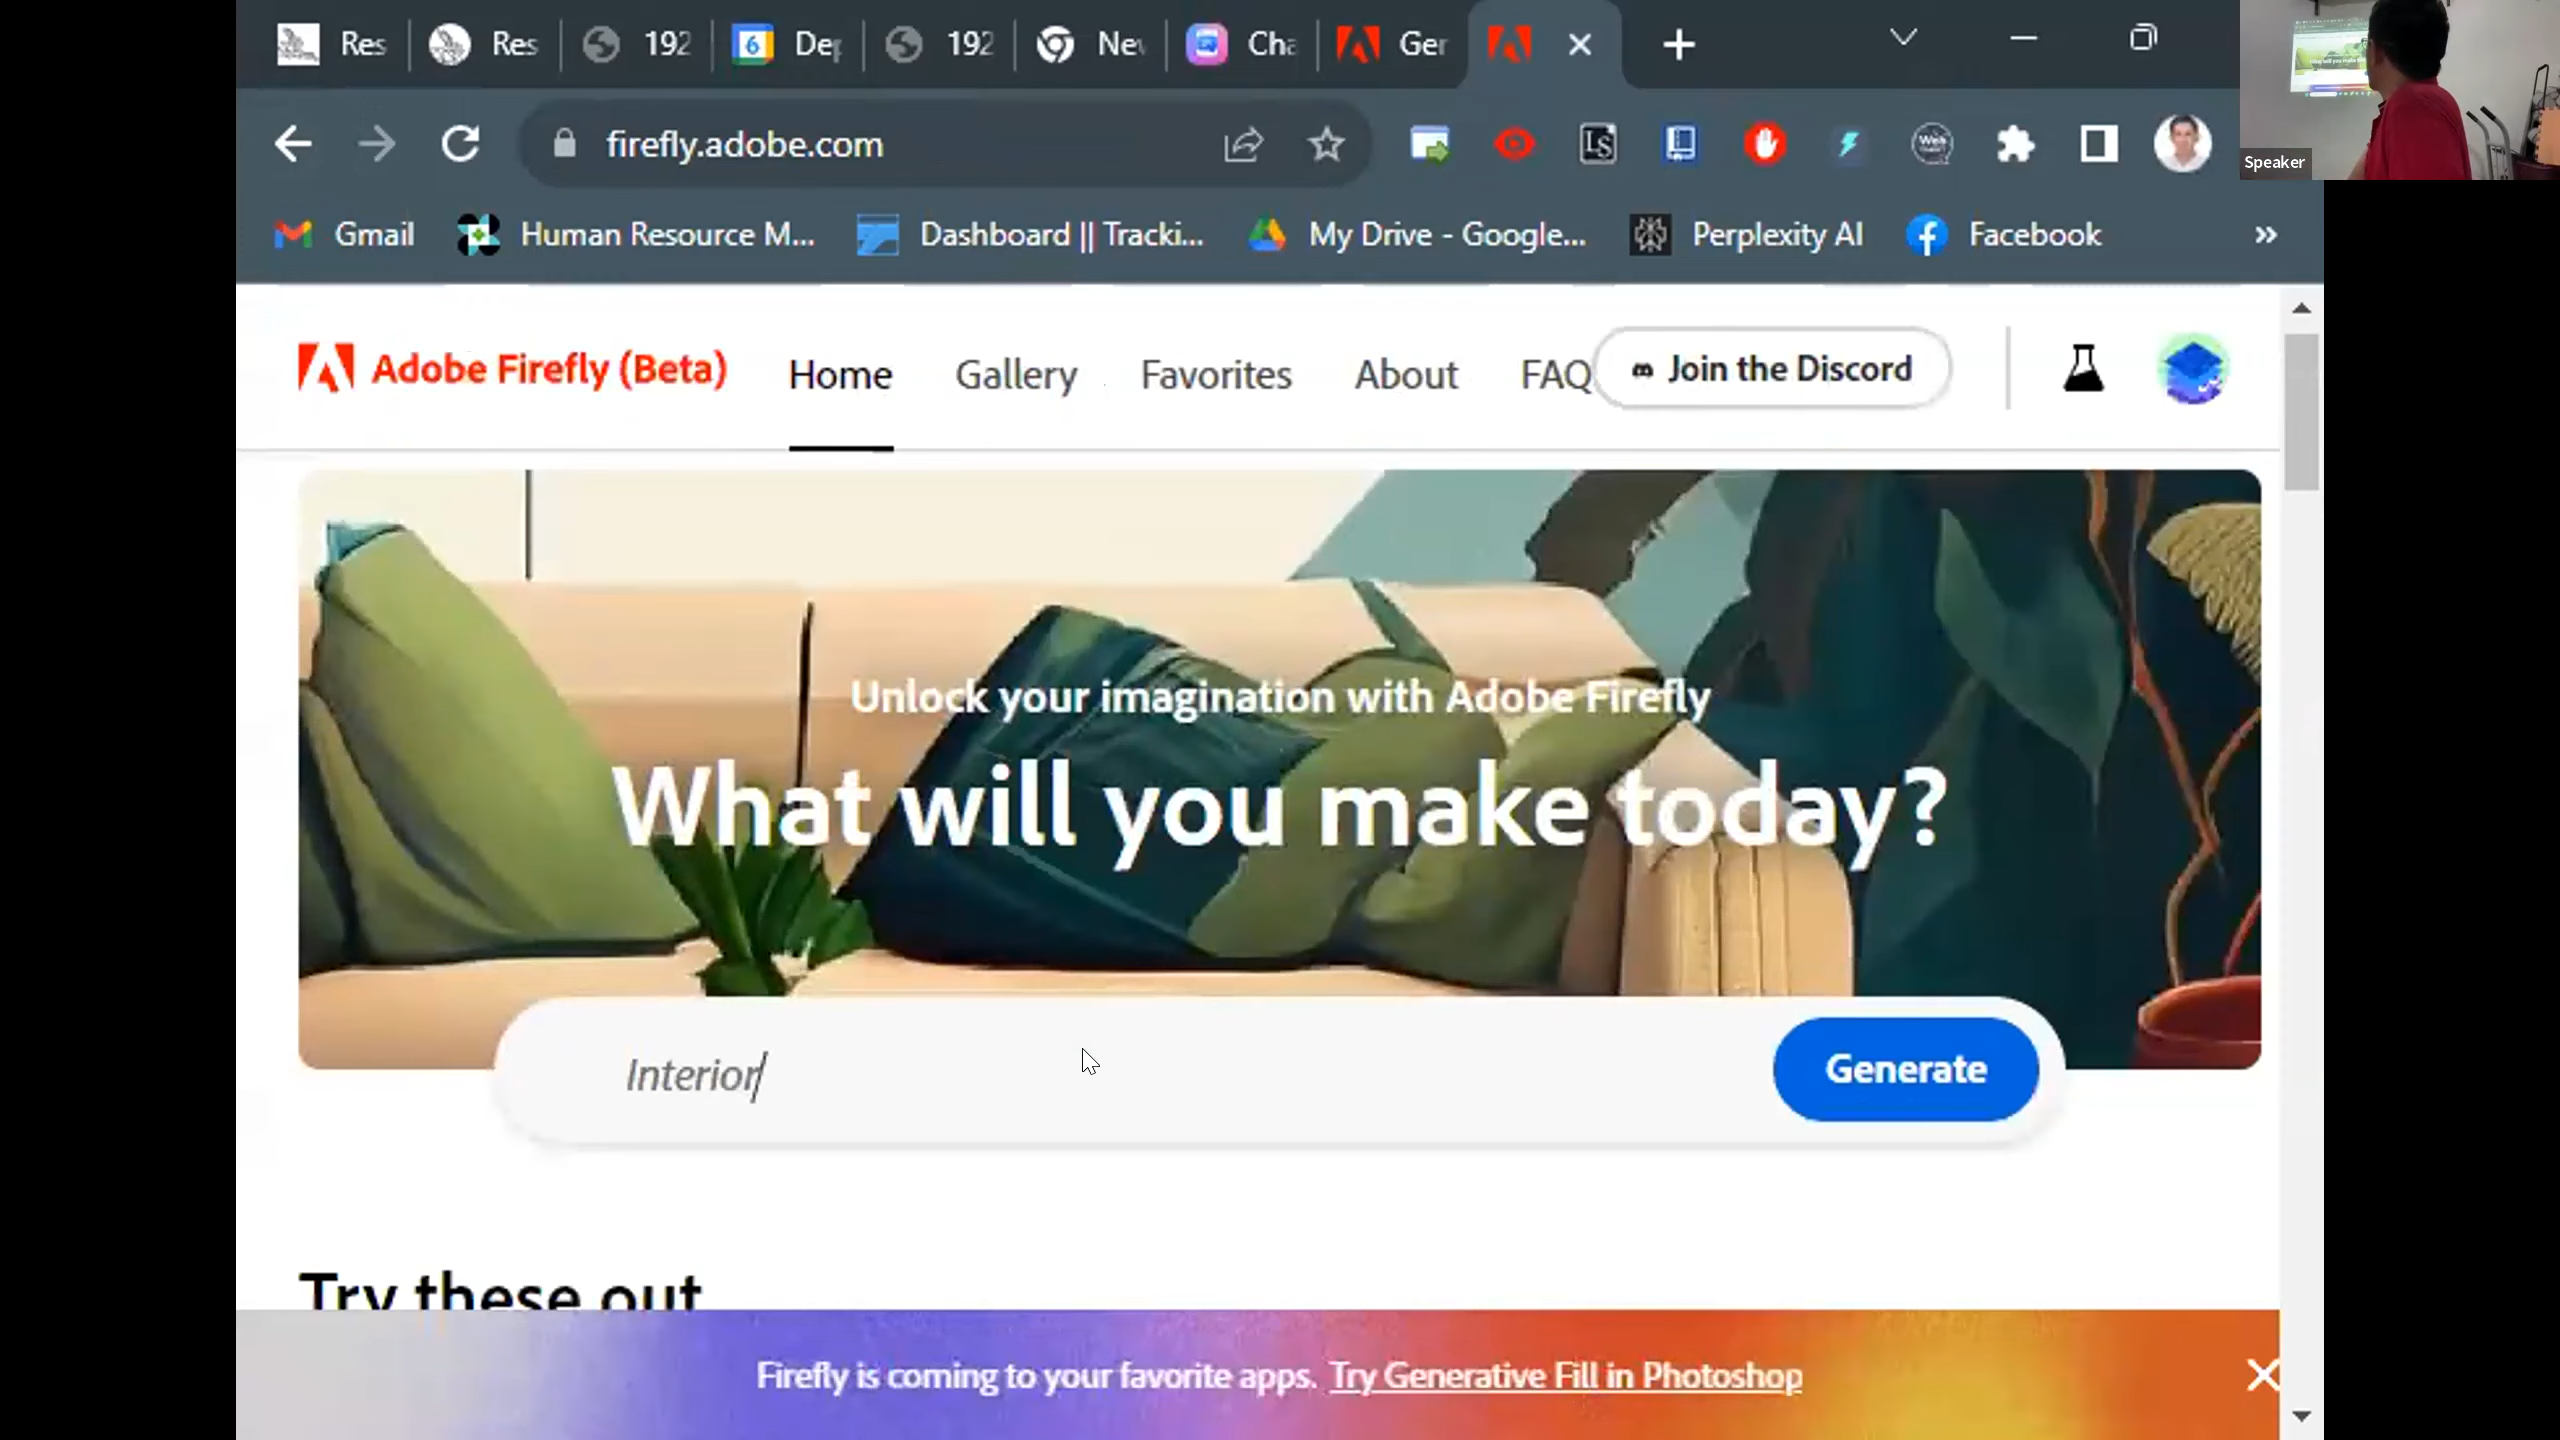 Res
Res
192
6
De
192
Ne
Cha
Ger
Speaker
firefly.adobe.com
LS
Web
Gmail
Human Resource M...
Dashboard || Tracki...
My Drive - Google...
Perplexity AI
Facebook
»
Adobe Firefly (Beta)
Home
Gallery
Favorites
About
FAQ
Join the Discord
Unlock your imagination with Adobe Firefly
What will you make today?
Interior
Generate
Try these out
Firefly is coming to your favorite apps. Try Generative Fill in Photoshop